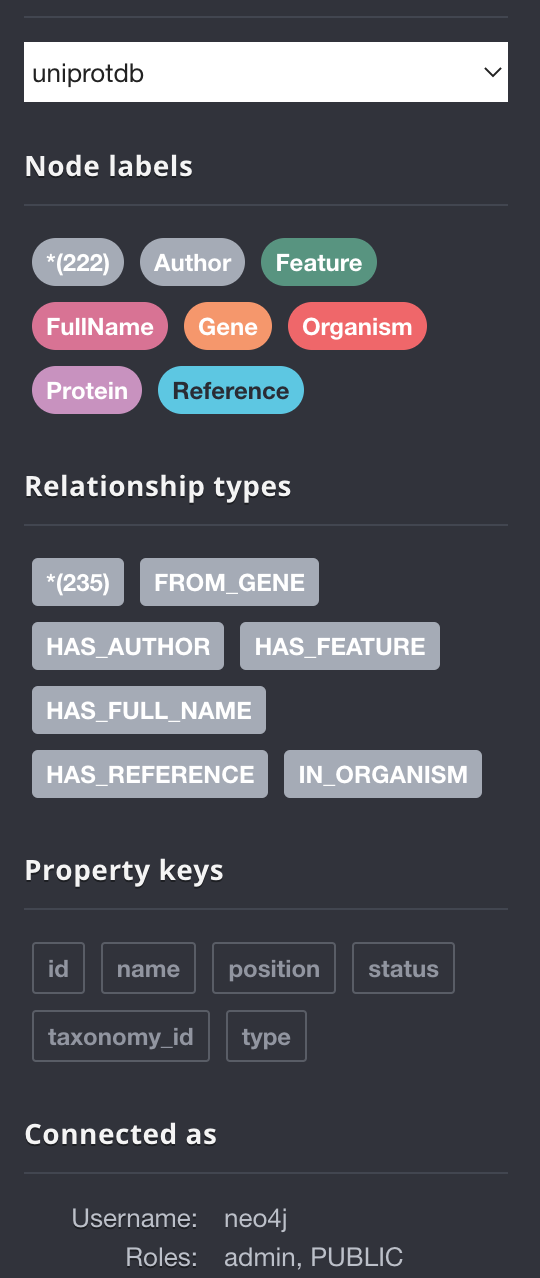 uniprotdb
Node labels
*(222) Author Feature
FullName Gene Organism
Protein Reference
Relationship types
*(235) FROM_GENE
HAS_AUTHOR HAS_FEATURE
HAS_FULL_NAME
HAS_REFERENCE IN_ORGANISM
Property keys
id name position status
taxonomy_id type
Connected as
Username: neo4j
Roles: admin, PUBLIC